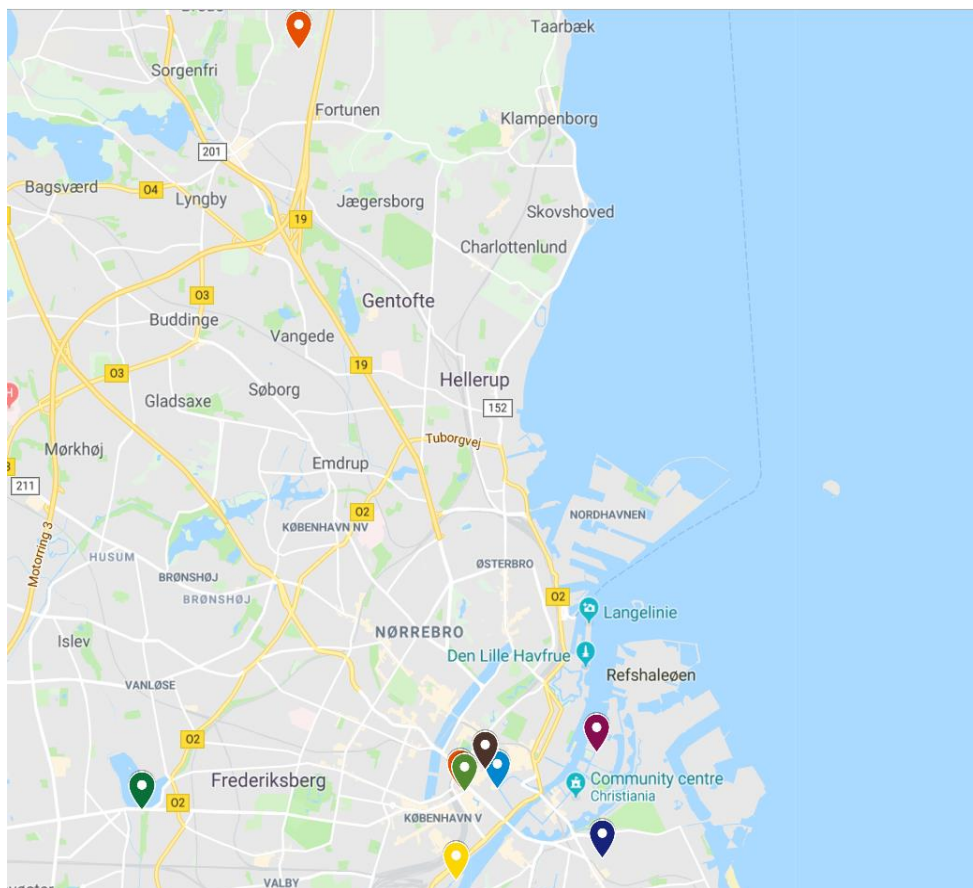 Taarbæk
Sorgenfri
Fortunen
Klampenborg
201
Bagsværd
O4
Lyngby
Jægersborg
19
Skovshoved
Charlottenlund
O3
Gentofte
Buddinge
Vangede
19
O3
Hellerup
Søborg
Gladsaxe
152
Tuborgvej
Mørkhøj
Emdrup
211
O2
NORDHAVNEN
KØBENHAVN NV
Motorring 3
HUSUM
ØSTERBRO
BRØNSHØJ
BRØNSHØJ
O2
Langelinie
NØRREBRO
Islev
Den Lille Havfrue
Refshaleøen
VANLØSE
O2
Frederiksberg
Community centre
Christiania
O2
KØBENHAVN V
VALBY